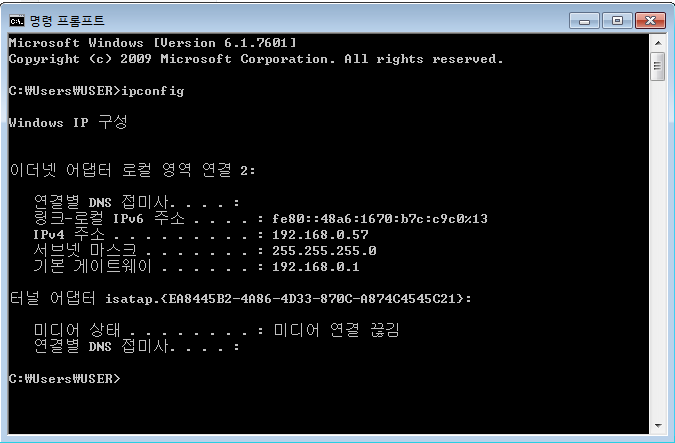 명령 프롬프트
Microsoft Windows [Version 6.1.7601]
Copyright (c) 2009 Microsoft Corporation. All rights reserved.
C:₩Users₩USER>ipconfig
Windows IP 구성
이더넷 어댑터 로컬 영역 연결 2:
연결별 DNS 접미사. . . . :
링크-로컬 IPv6 주소 . . . . : fe80::48a6:1670:b7c:c9c0%13
IPv4 주소 . . . . . . . . . : 192.168.0.57
서브넷 마스크 . . . . . . . : 255.255.255.0
기본 게이트웨이 . . . . . . : 192.168.0.1
터널 어댑터 isatap.{EA8445B2-4A86-4D33-870C-A874C4545C21}:
미디어 상태 . . . . . . . . : 미디어 연결 끊김
연결별 DNS 접미사. . . . :
C:₩Users₩USER>